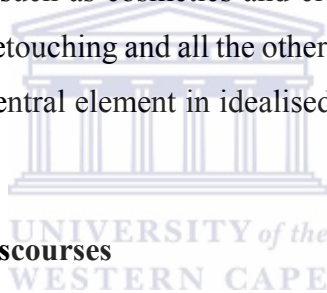 such as cosmetics and
etouching and all the other
entral element in idealised
UNIVERSITY of the
scourses
WESTERN CAPE